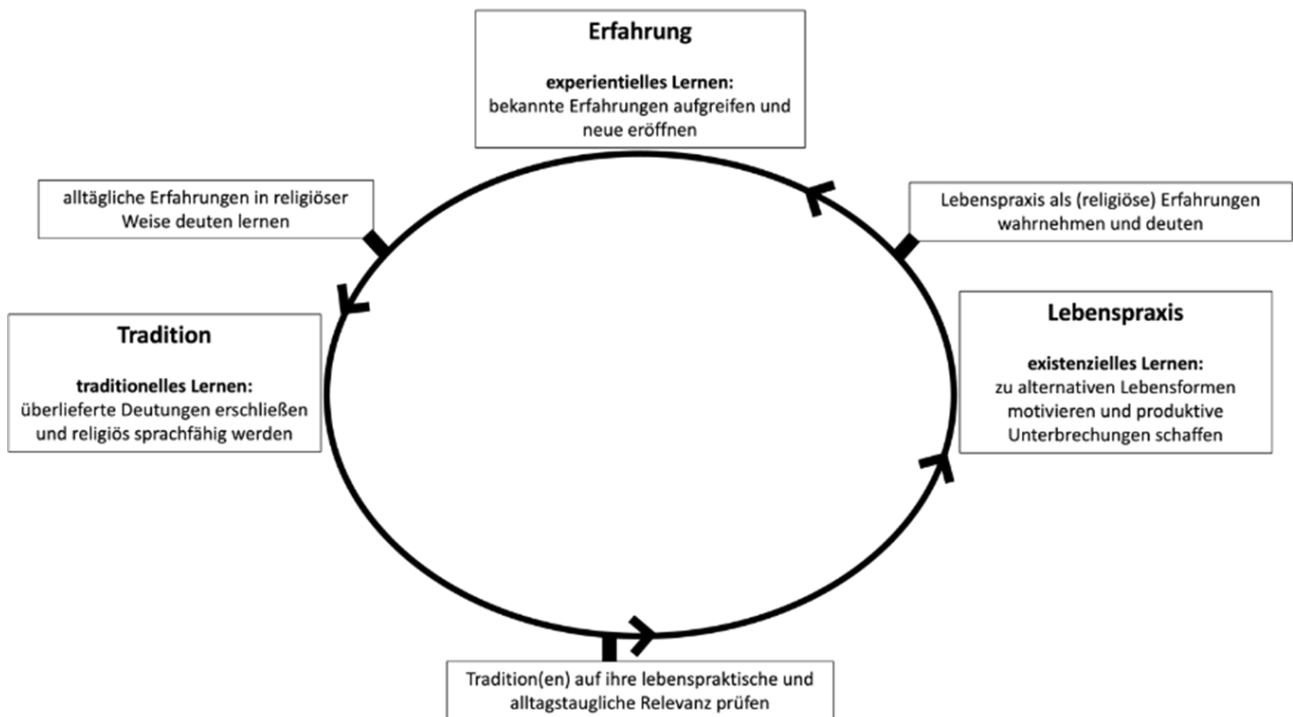 Erfahrung
experientielles Lernen:
bekannte Erfahrungen aufgreifen und
neue eröffnen
alltägliche Erfahrungen in religiöser
Weise deuten lernen
Lebenspraxis als (religiöse) Erfahrungen
wahrnehmen und deuten
Tradition
traditionelles Lernen:
überlieferte Deutungen erschließen
und religiös sprachfähig werden
Lebenspraxis
existenzielles Lernen:
zu alternativen Lebensformen
motivieren und produktive
Unterbrechungen schaffen
Tradition(en) auf ihre lebenspraktische und
alltagstaugliche Relevanz prüfen